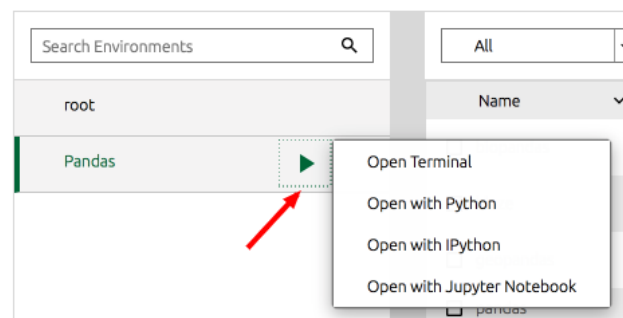 Search Environments
All
root
Name
Pandas
Open Terminal
Open with Python
Open with IPython
Open with Jupyter Notebook
pandas